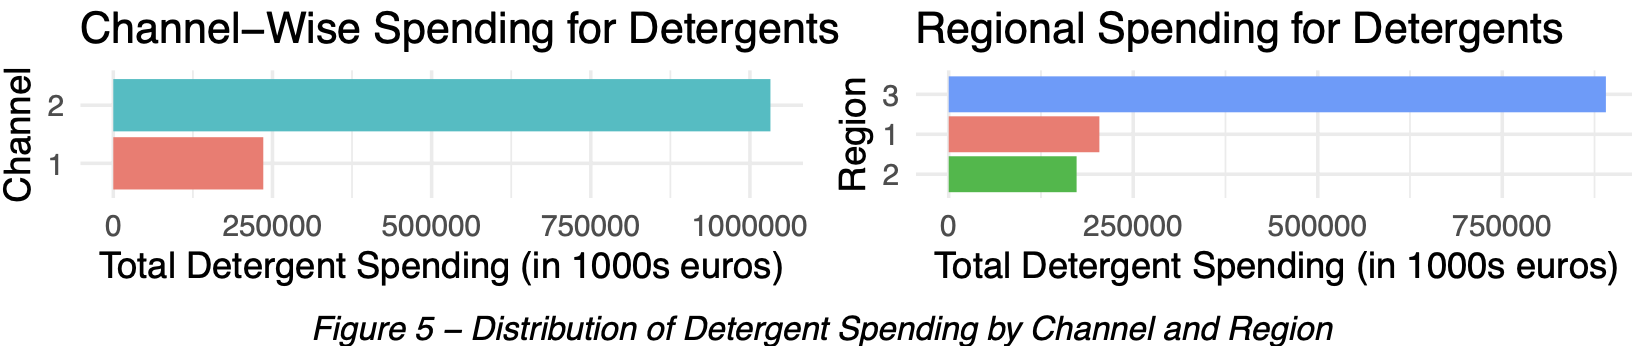 Channel–Wise Spending for Detergents
Channel
2
1
0 250000 500000 750000 1000000
Total Detergent Spending (in 1000s euros)
Regional Spending for Detergents
Region
3
1
2
0 250000 500000 750000
Total Detergent Spending (in 1000s euros)
Figure 5 – Distribution of Detergent Spending by Channel and Region